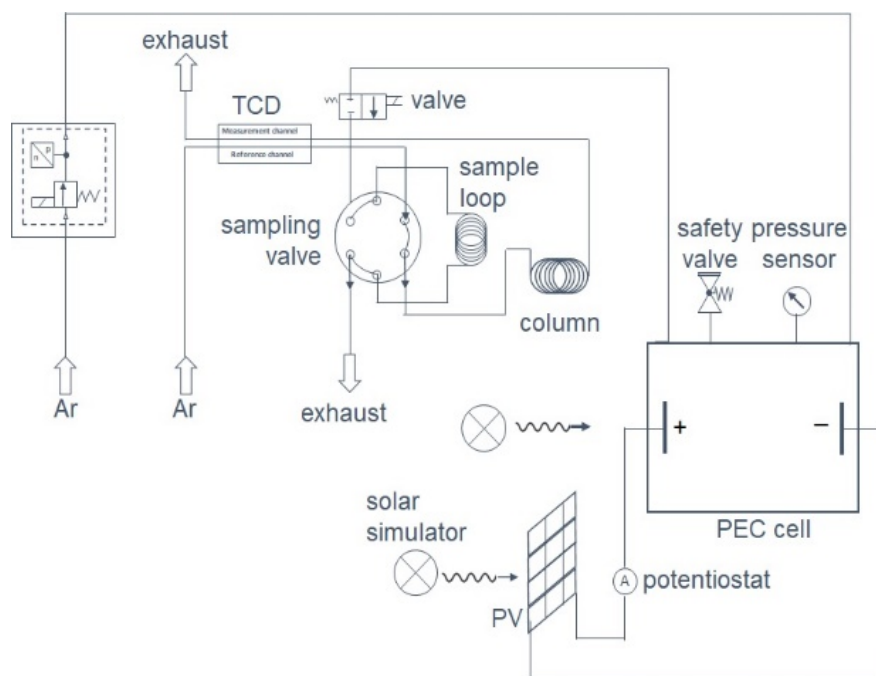 exhaust
TCD
valve
Measurement channel
Reference channel
p
n
sample
loop
sampling
valve
safety
valve
pressure
sensor
column
Ar
Ar
exhaust
+
−
solar
simulator
PEC cell
A
potentiostat
PV